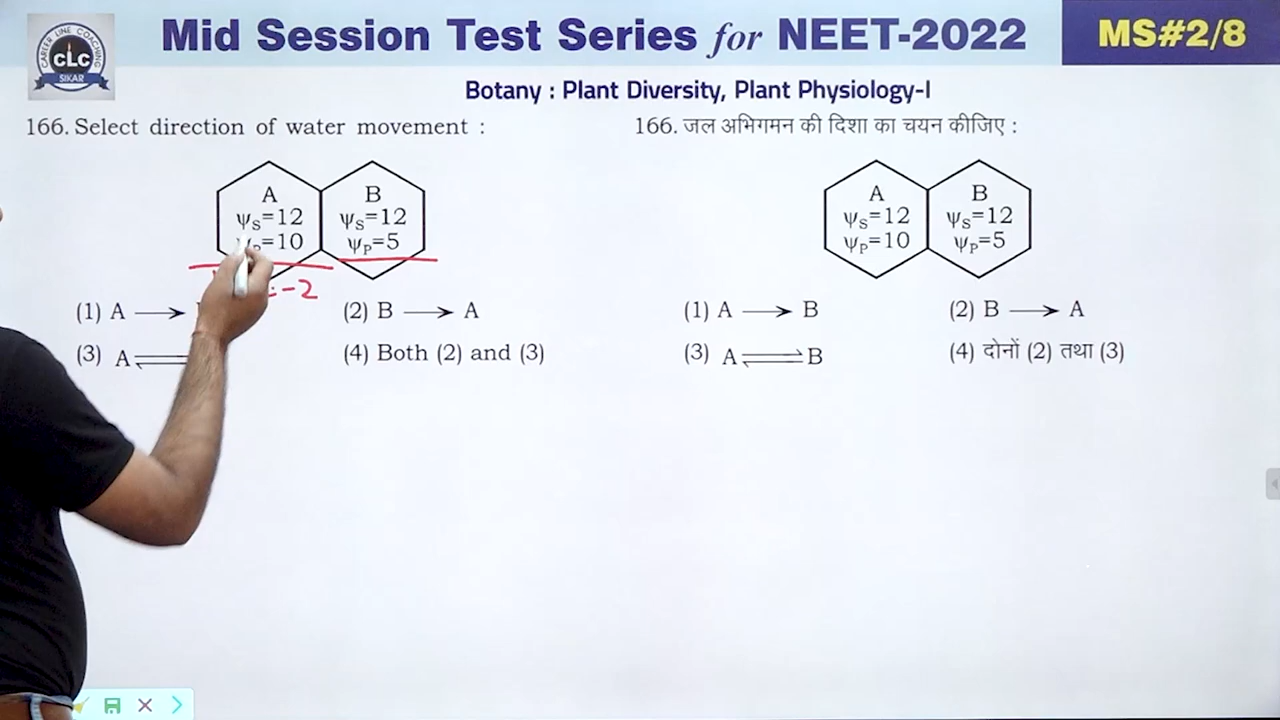 CAREER LINE COACHING
CLC
SIKAR
Mid Session Test Series for NEET-2022
MS#2/8
Botany : Plant Diversity, Plant Physiology-I
166. Select direction of water movement :
A
ψS=12
ψP=10
B
ψS=12
ψP=5
=-2
(1) A ⟶
(2) B ⟶ A
(3) A
(4) Both (2) and (3)
166. जल अभिगमन की दिशा का चयन कीजिए :
A
ψS=12
ψP=10
B
ψS=12
ψP=5
(1) A ⟶ B
(2) B ⟶ A
(3) A ⇌ B
(4) दोनों (2) तथा (3)